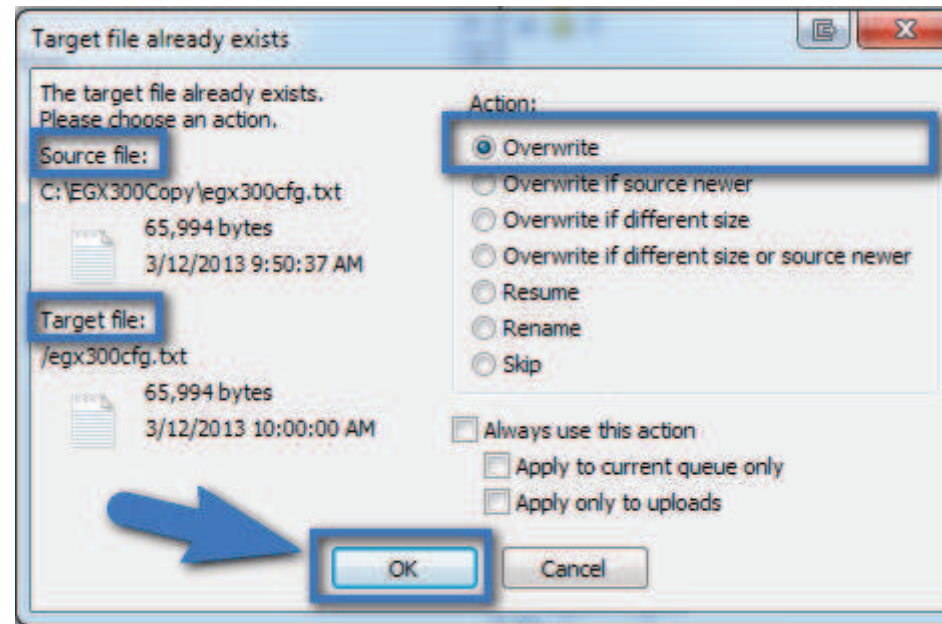 Target file already exists
The target file already exists.
Please choose an action.
Source file:
C:\EGX300Copy\egx300cfg.txt
65,994 bytes
3/12/2013 9:50:37 AM
Target file:
/egx300cfg.txt
65,994 bytes
3/12/2013 10:00:00 AM
Action:
Overwrite
Overwrite if source newer
Overwrite if different size
Overwrite if different size or source newer
Resume
Rename
Skip
Always use this action
Apply to current queue only
Apply only to uploads
OK
Cancel